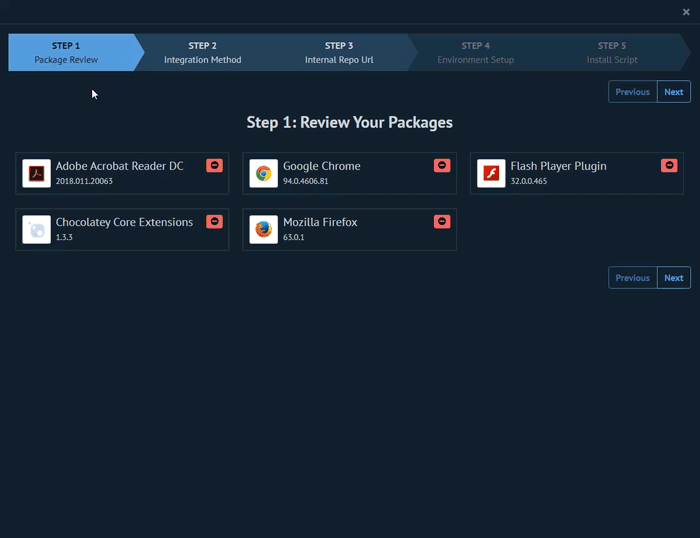 ×
STEP 1
Package Review
STEP 2
Integration Method
STEP 3
Internal Repo Url
STEP 4
Environment Setup
STEP 5
Install Script
Previous Next
Step 1: Review Your Packages
Adobe Acrobat Reader DC
2018.011.20063
Google Chrome
94.0.4606.81
Flash Player Plugin
32.0.0.465
Chocolatey Core Extensions
1.3.3
Mozilla Firefox
63.0.1
Previous Next